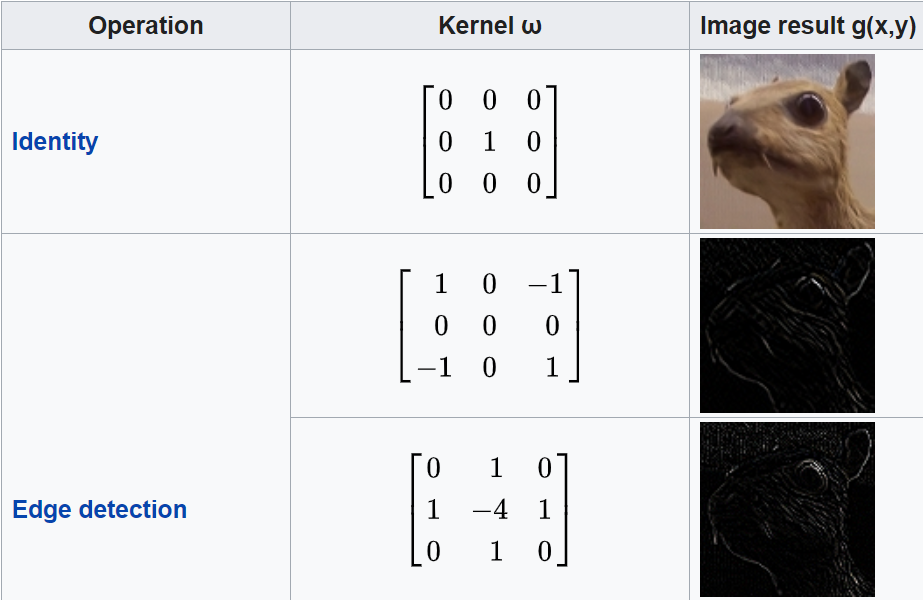 Operation Kernel ω Image result g(x,y)
Identity
0 0 0
0 1 0
0 0 0
1 0 −1
0 0 0
−1 0 1
Edge detection
0 1 0
1 −4 1
0 1 0